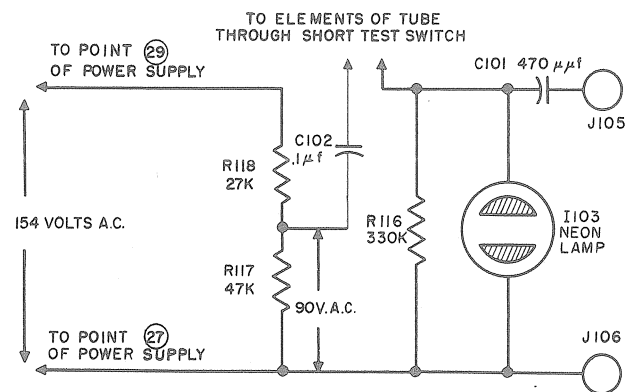 TO ELEMENTS OF TUBE
THROUGH SHORT TEST SWITCH
TO POINT 29
OF POWER SUPPLY
C101 470 μμf
J105
C102
.1μf
R118
27K
154 VOLTS A.C.
R116
330K
I103
NEON
LAMP
R117
47K
90V. A.C.
TO POINT 27
OF POWER SUPPLY
J106